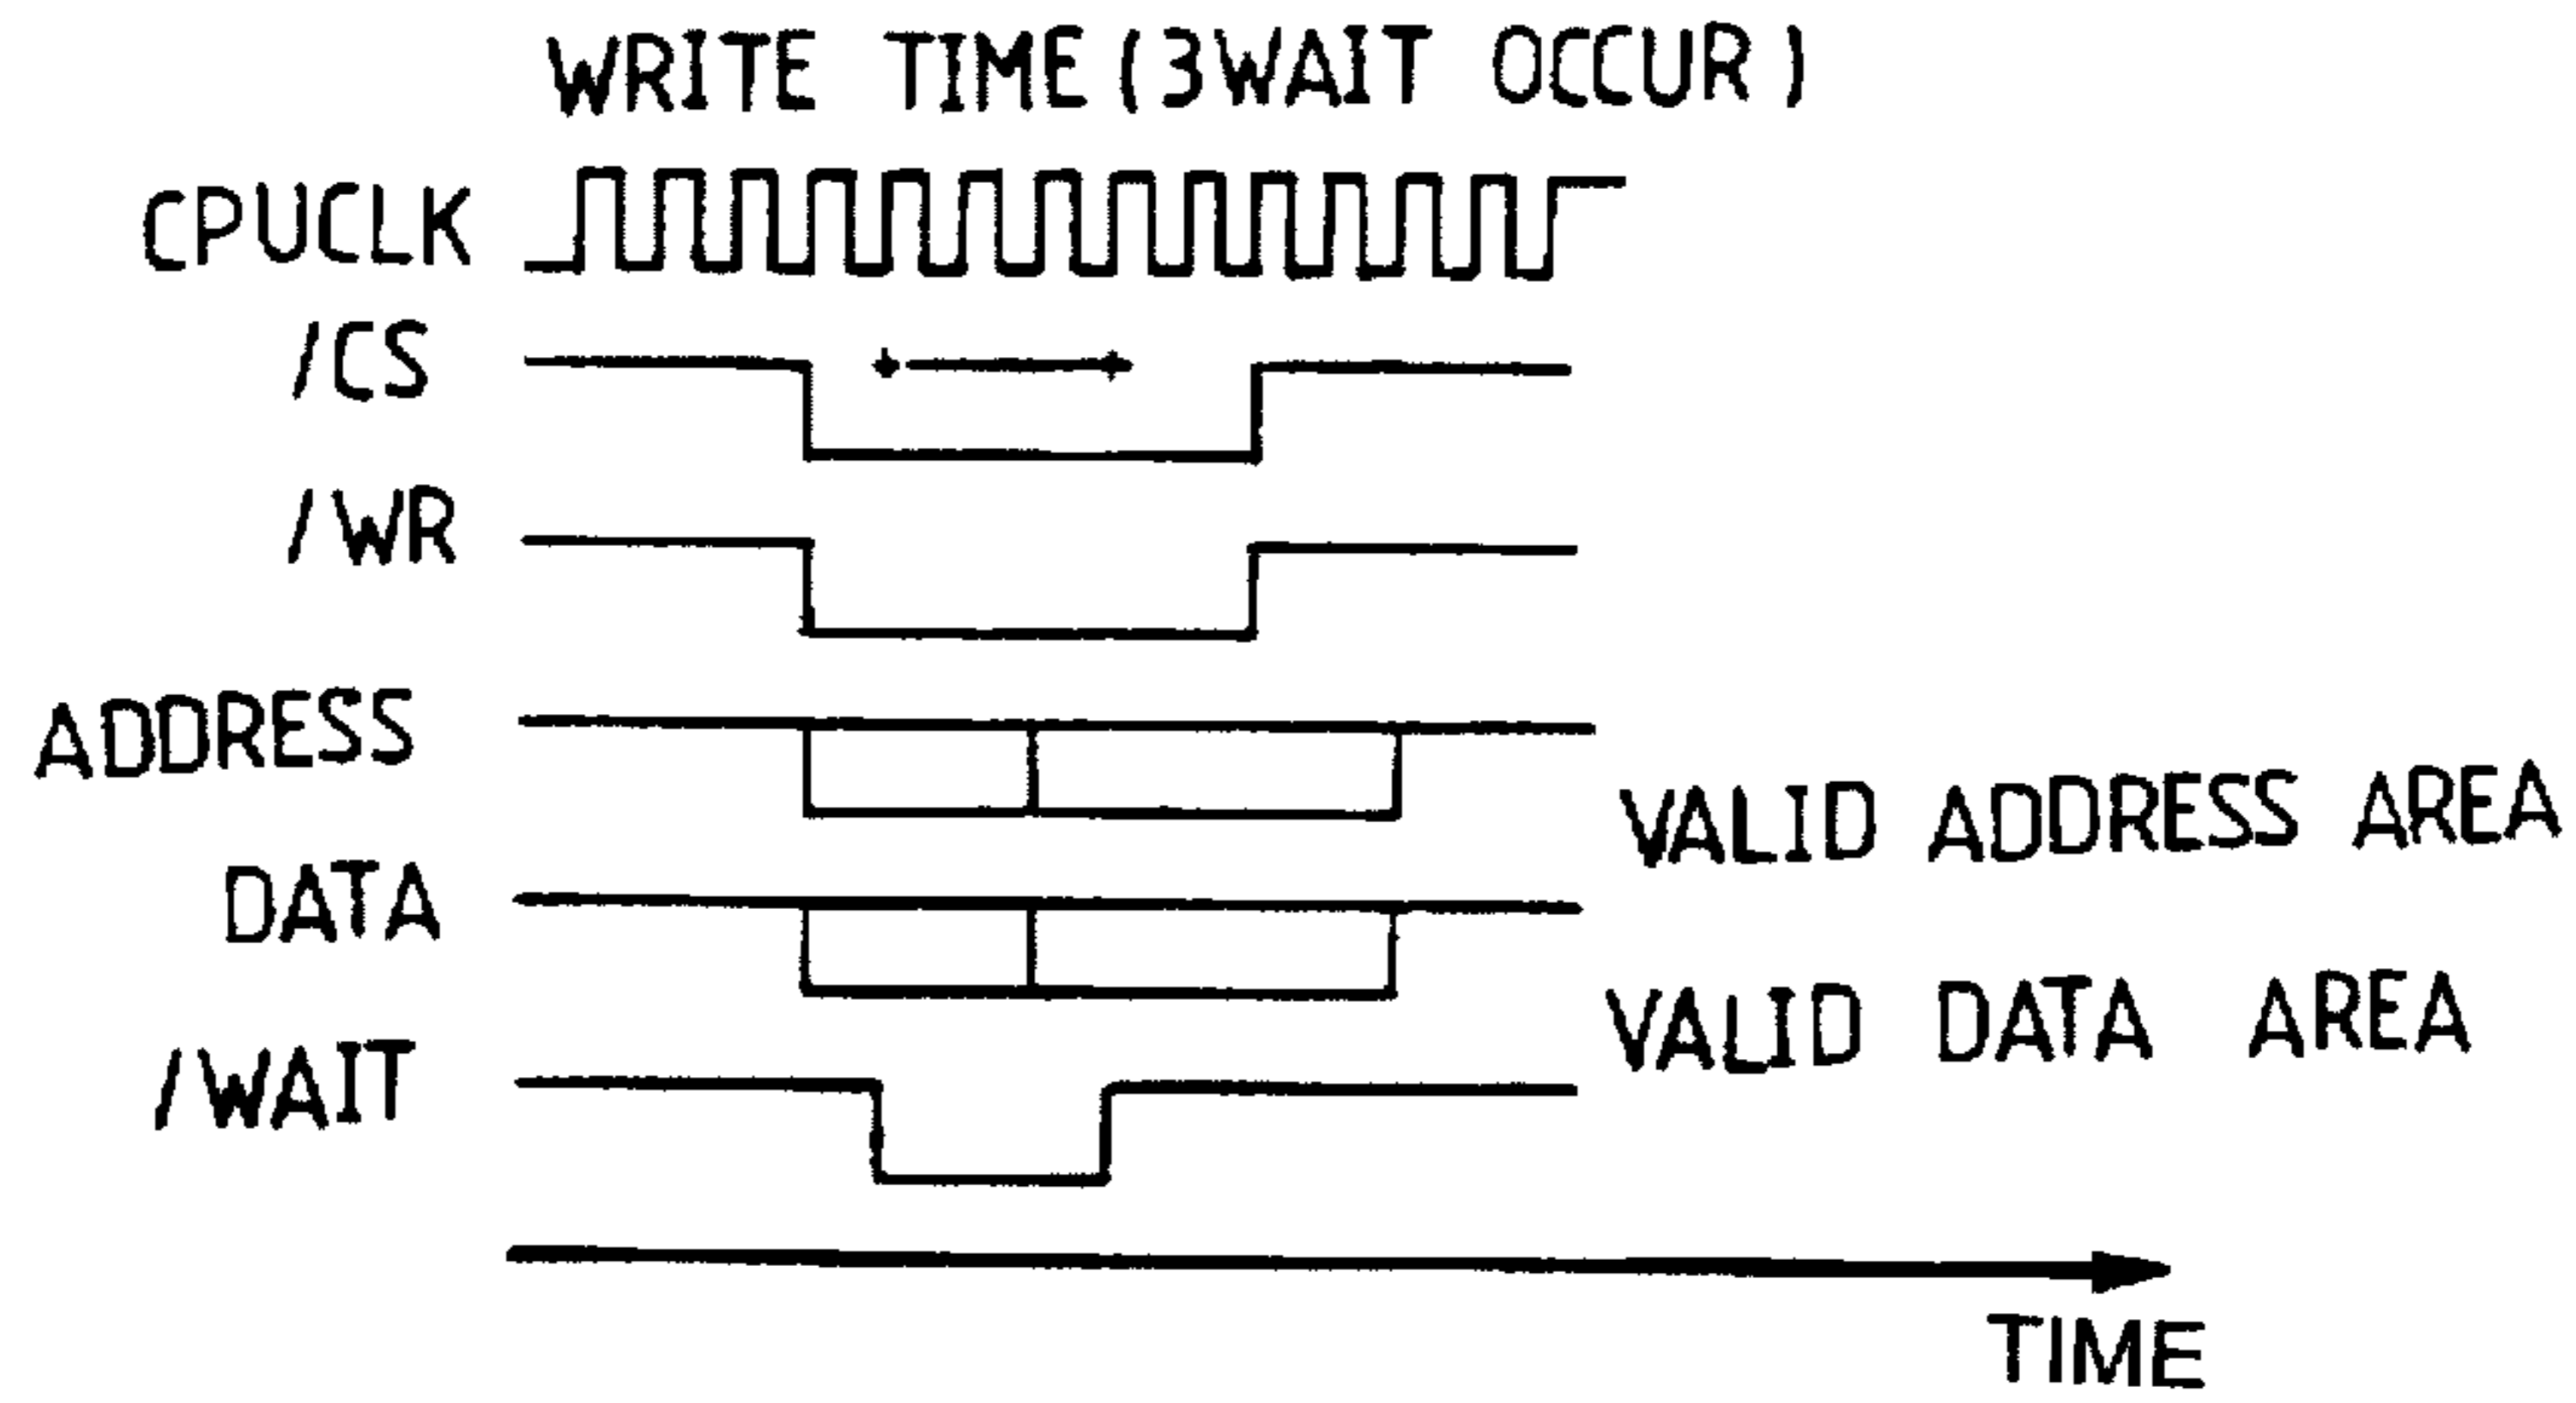 WRITE TIME (3WAIT OCCUR)
CPUCLK
/CS
/WR
ADDRESS
VALID ADDRESS AREA
DATA
VALID DATA AREA
/WAIT
TIME